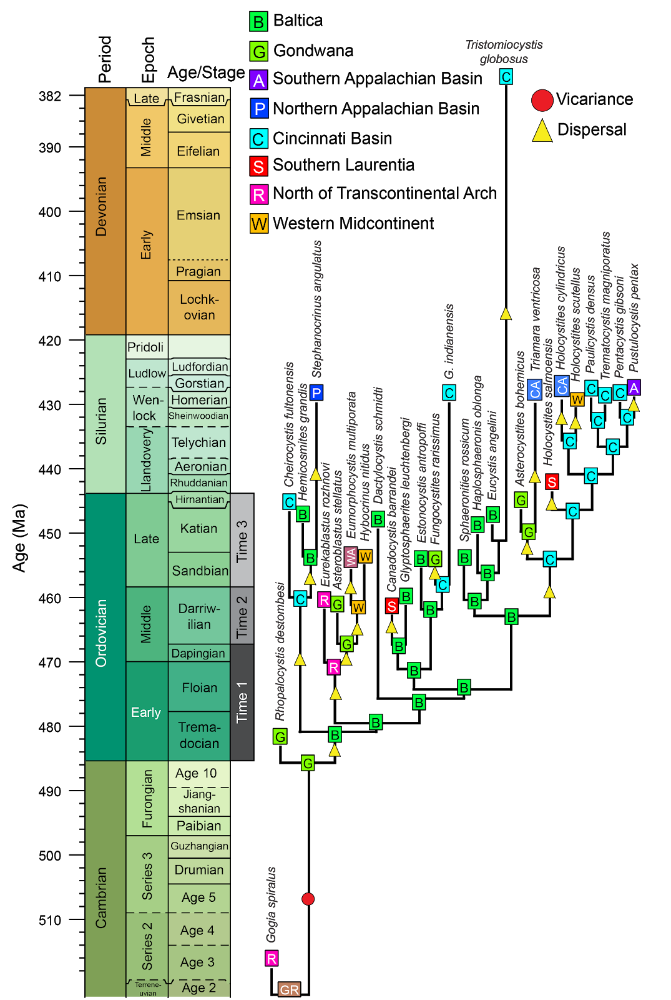 B Baltica
G Gondwana
A Southern Appalachian Basin
P Northern Appalachian Basin
C Cincinnati Basin
S Southern Laurentia
R North of Transcontinental Arch
W Western Midcontinent
Vicariance
Dispersal
Period
Epoch
Age/Stage
Age (Ma)
382
390
400
410
420
430
440
450
460
470
480
490
500
510
Devonian
Silurian
Ordovician
Cambrian
Late
Middle
Early
Pridoli
Ludlow
Wen-
lock
Llandovery
Late
Middle
Early
Furongian
Series 3
Series 2
Terrene-
uvian
Frasnian
Givetian
Eifelian
Emsian
Pragian
Lochk-
ovian
Ludfordian
Gorstian
Homerian
Sheinwoodian
Telychian
Aeronian
Rhuddanian
Hirnantian
Katian
Sandbian
Darriw-
ilian
Dapingian
Floian
Trema-
docian
Age 10
Jiang-
shanian
Paibian
Guzhangian
Drumian
Age 5
Age 4
Age 3
Age 2
Time 3
Time 2
Time 1
Gogia spiralus
R
GR
Rhopalocystis destombesi
G
G
B
Cheirocystis fultonensis
C
Hemicosmites grandis
B
Stephanocrinus angulatus
P
B
C
Eurekablastus rozhnovi
R
Asteroblastus stellatus
G
Eumorphocystis multiporata
WA
Hybocrinus nitidus
W
W
G
R
B
Dactylocystis schmidti
B
B
Canadocystis barrandei
S
Glyptosphaerites leuchtenbergi
B
B
Estonocystis antropoffi
B
Fungocystites rarissimus
G
G. indianensis
C
C
B
B
B
Sphaeronities rossicum
B
Haplosphaeronis oblonga
B
Eucystis angelini
B
Tristomiocystis
globosus
C
B
B
B
Asterocystites bohemicus
G
Triamara ventricosa
CA
G
Holocystites salmoensis
S
Holocystites cylindricus
CA
Holocystites scutellus
W
C
Paulicystis densus
C
Trematocystis magniporatus
C
C
Pentacystis gibsoni
C
Pustulocystis pentax
A
C
C
C
C
C